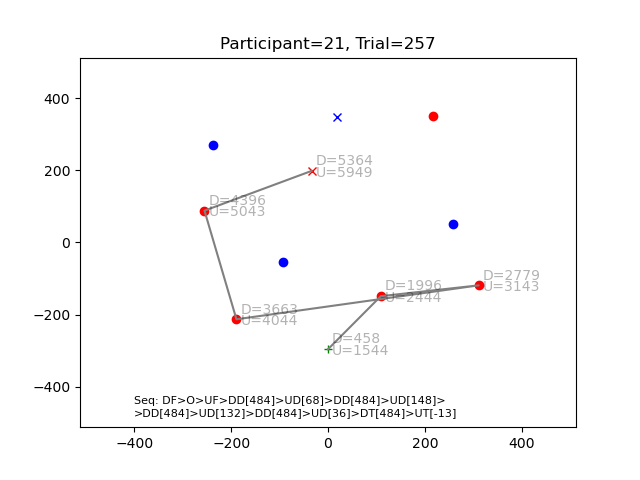 Participant=21, Trial=257
400
200
0
−200
−400
D=5364
U=5949
D=4396
U=5043
D=2779
U=3143
D=1996
U=2444
D=3663
U=4044
D=458
U=1544
Seq: DF>O>UF>DD[484]>UD[68]>DD[484]>UD[148]>
>DD[484]>UD[132]>DD[484]>UD[36]>DT[484]>UT[-13]
−400
−200
0
200
400